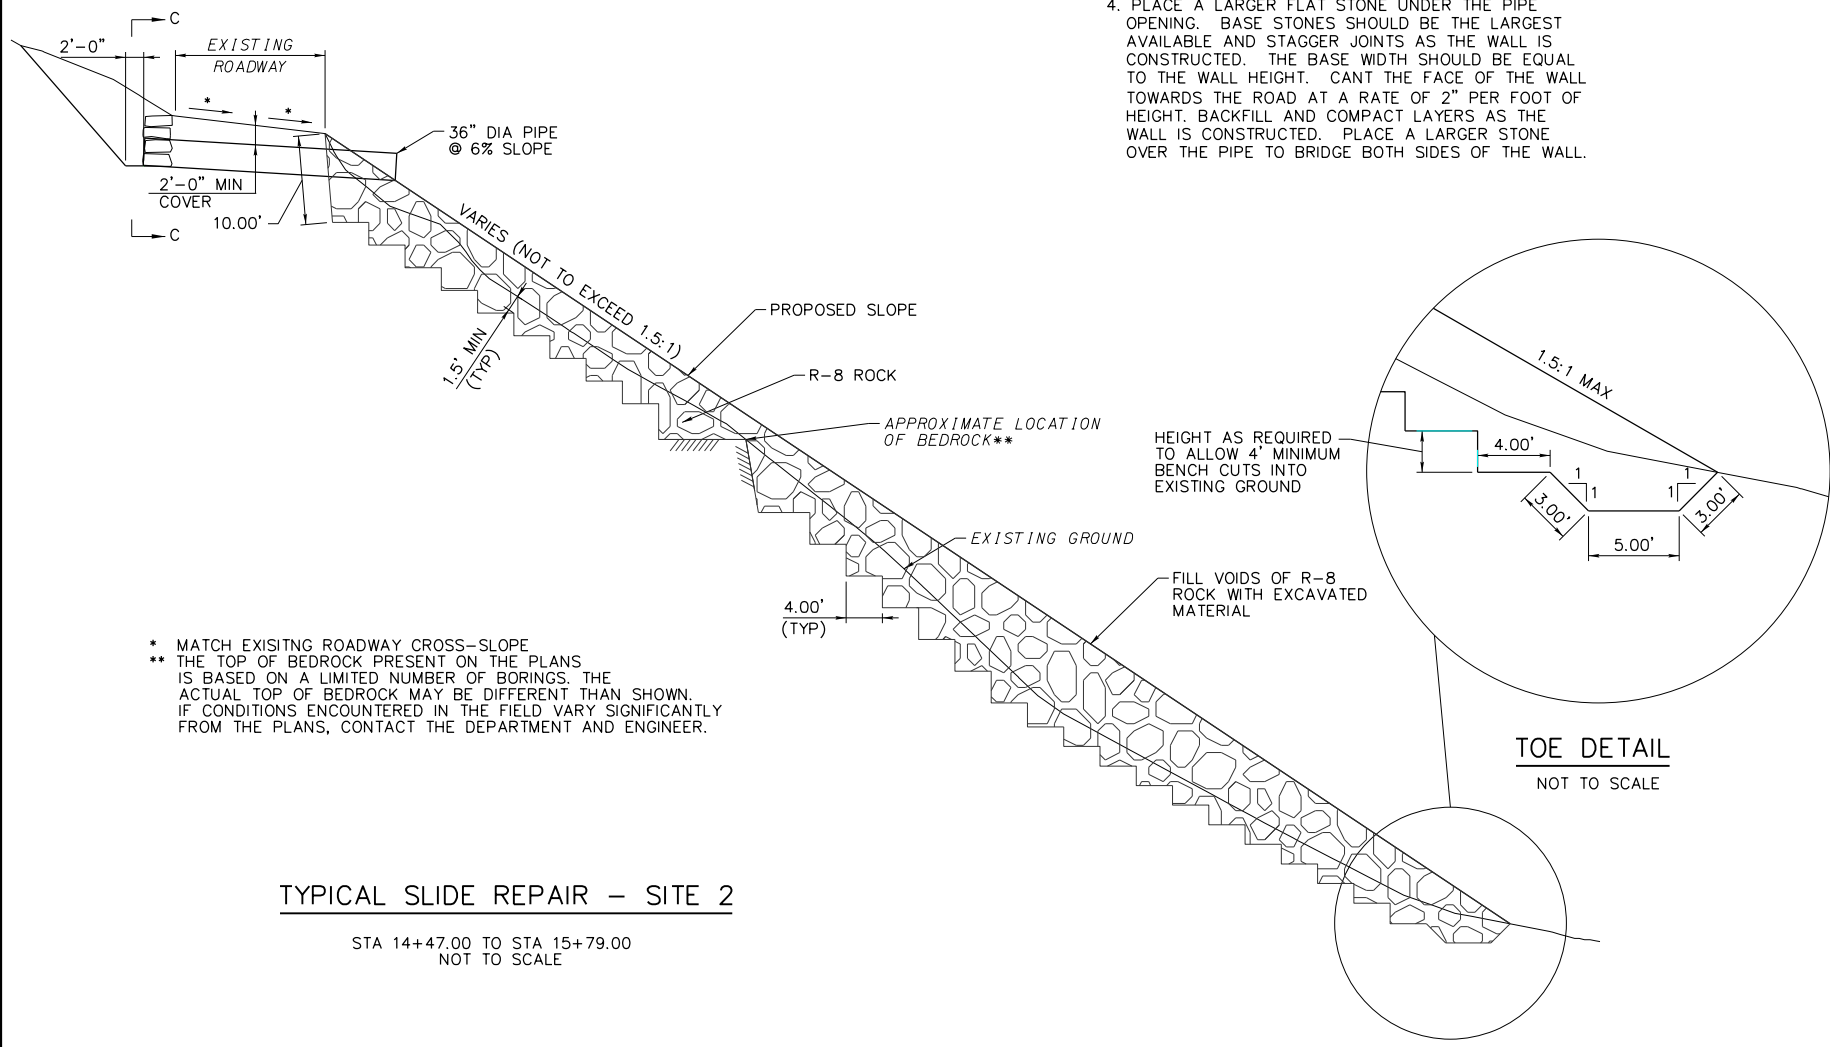 C
2'-0"
EXISTING
ROADWAY
*
*
36" DIA PIPE
@ 6% SLOPE
2'-0" MIN
COVER
10.00'
C
4. PLACE A LARGER FLAT STONE UNDER THE PIPE
OPENING. BASE STONES SHOULD BE THE LARGEST
AVAILABLE AND STAGGER JOINTS AS THE WALL IS
CONSTRUCTED. THE BASE WIDTH SHOULD BE EQUAL
TO THE WALL HEIGHT. CANT THE FACE OF THE WALL
TOWARDS THE ROAD AT A RATE OF 2" PER FOOT OF
HEIGHT. BACKFILL AND COMPACT LAYERS AS THE
WALL IS CONSTRUCTED. PLACE A LARGER STONE
OVER THE PIPE TO BRIDGE BOTH SIDES OF THE WALL.
VARIES (NOT TO EXCEED 1.5:1)
1.5' MIN
(TYP)
PROPOSED SLOPE
R-8 ROCK
APPROXIMATE LOCATION
OF BEDROCK**
EXISTING GROUND
4.00'
(TYP)
FILL VOIDS OF R-8
ROCK WITH EXCAVATED
MATERIAL
HEIGHT AS REQUIRED
TO ALLOW 4' MINIMUM
BENCH CUTS INTO
EXISTING GROUND
1.5:1 MAX
4.00'
1
1
1
1
3.00'
3.00'
5.00'
TOE DETAIL
NOT TO SCALE
* MATCH EXISITNG ROADWAY CROSS-SLOPE
** THE TOP OF BEDROCK PRESENT ON THE PLANS
IS BASED ON A LIMITED NUMBER OF BORINGS. THE
ACTUAL TOP OF BEDROCK MAY BE DIFFERENT THAN SHOWN.
IF CONDITIONS ENCOUNTERED IN THE FIELD VARY SIGNIFICANTLY
FROM THE PLANS, CONTACT THE DEPARTMENT AND ENGINEER.
TYPICAL SLIDE REPAIR - SITE 2
STA 14+47.00 TO STA 15+79.00
NOT TO SCALE